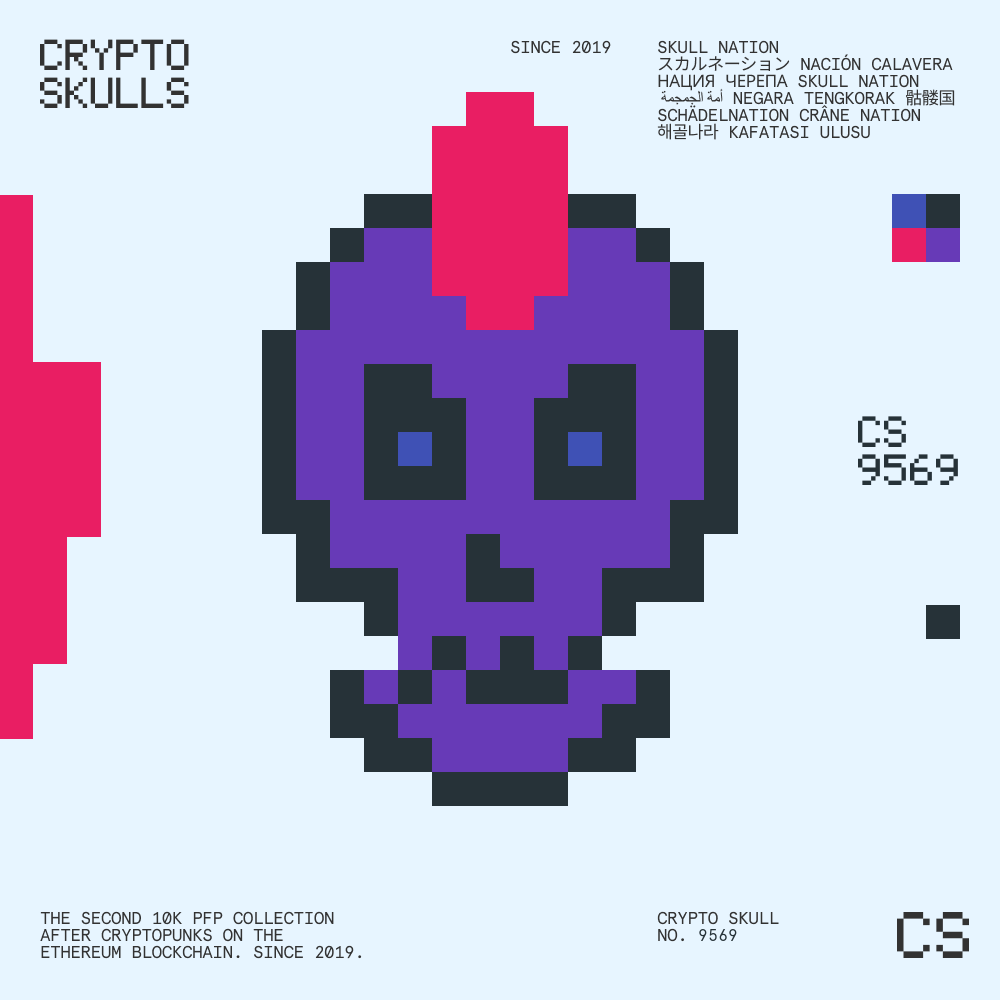 CRYPTO
SKULLS
SINCE 2019
SKULL NATION
スカルネーション NACIÓN CALAVERA
НАЦИЯ ЧЕРЕПА SKULL NATION
أمة الجمجمة NEGARA TENGKORAK 骷髅国
SCHÄDELNATION CRÂNE NATION
해골나라 KAFATASI ULUSU
CS
9569
THE SECOND 10K PFP COLLECTION
AFTER CRYPTOPUNKS ON THE
ETHEREUM BLOCKCHAIN. SINCE 2019.
CRYPTO SKULL
NO. 9569
CS